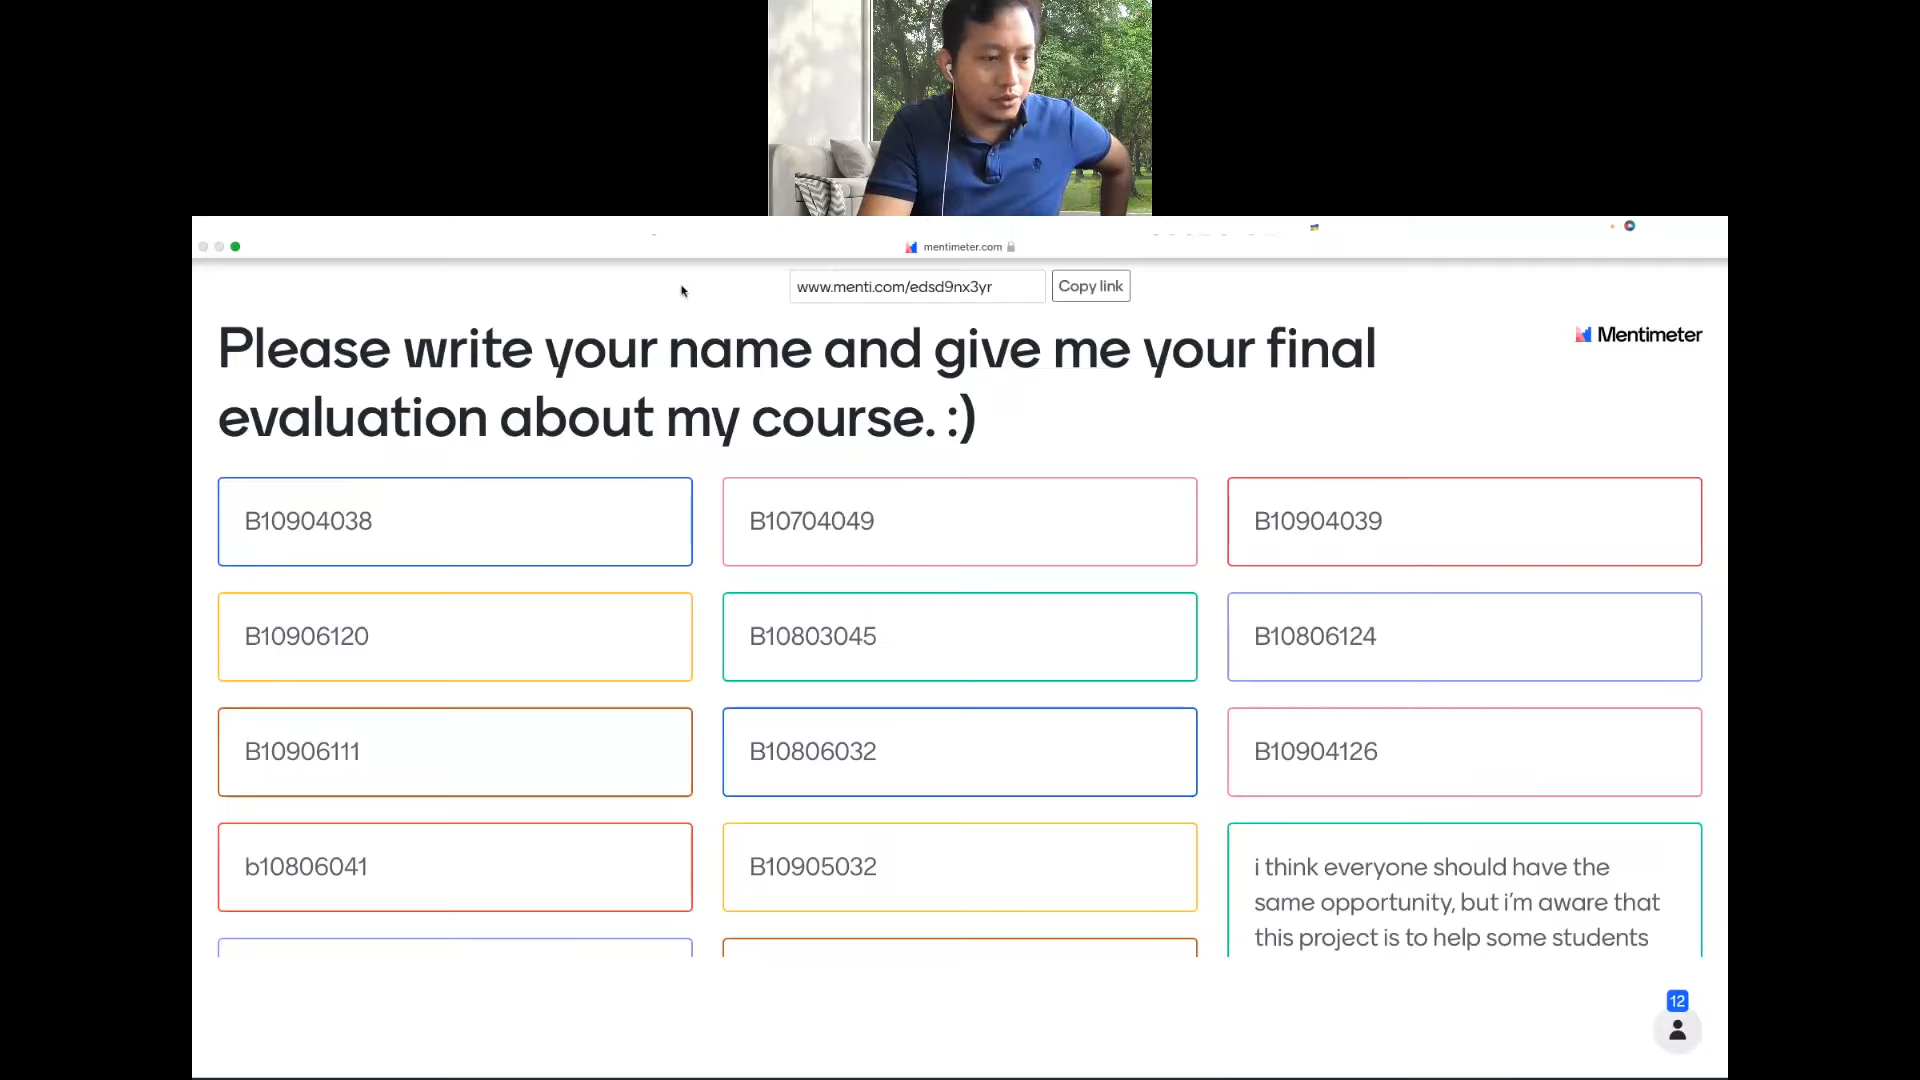 mentimeter.com
www.menti.com/edsd9nx3yr
Copy link
Please write your name and give me your final
evaluation about my course. :)
Mentimeter
B10904038
B10704049
B10904039
B10906120
B10803045
B10806124
B10906111
B10806032
B10904126
b10806041
B10905032
i think everyone should have the
same opportunity, but i'm aware that
this project is to help some students
12